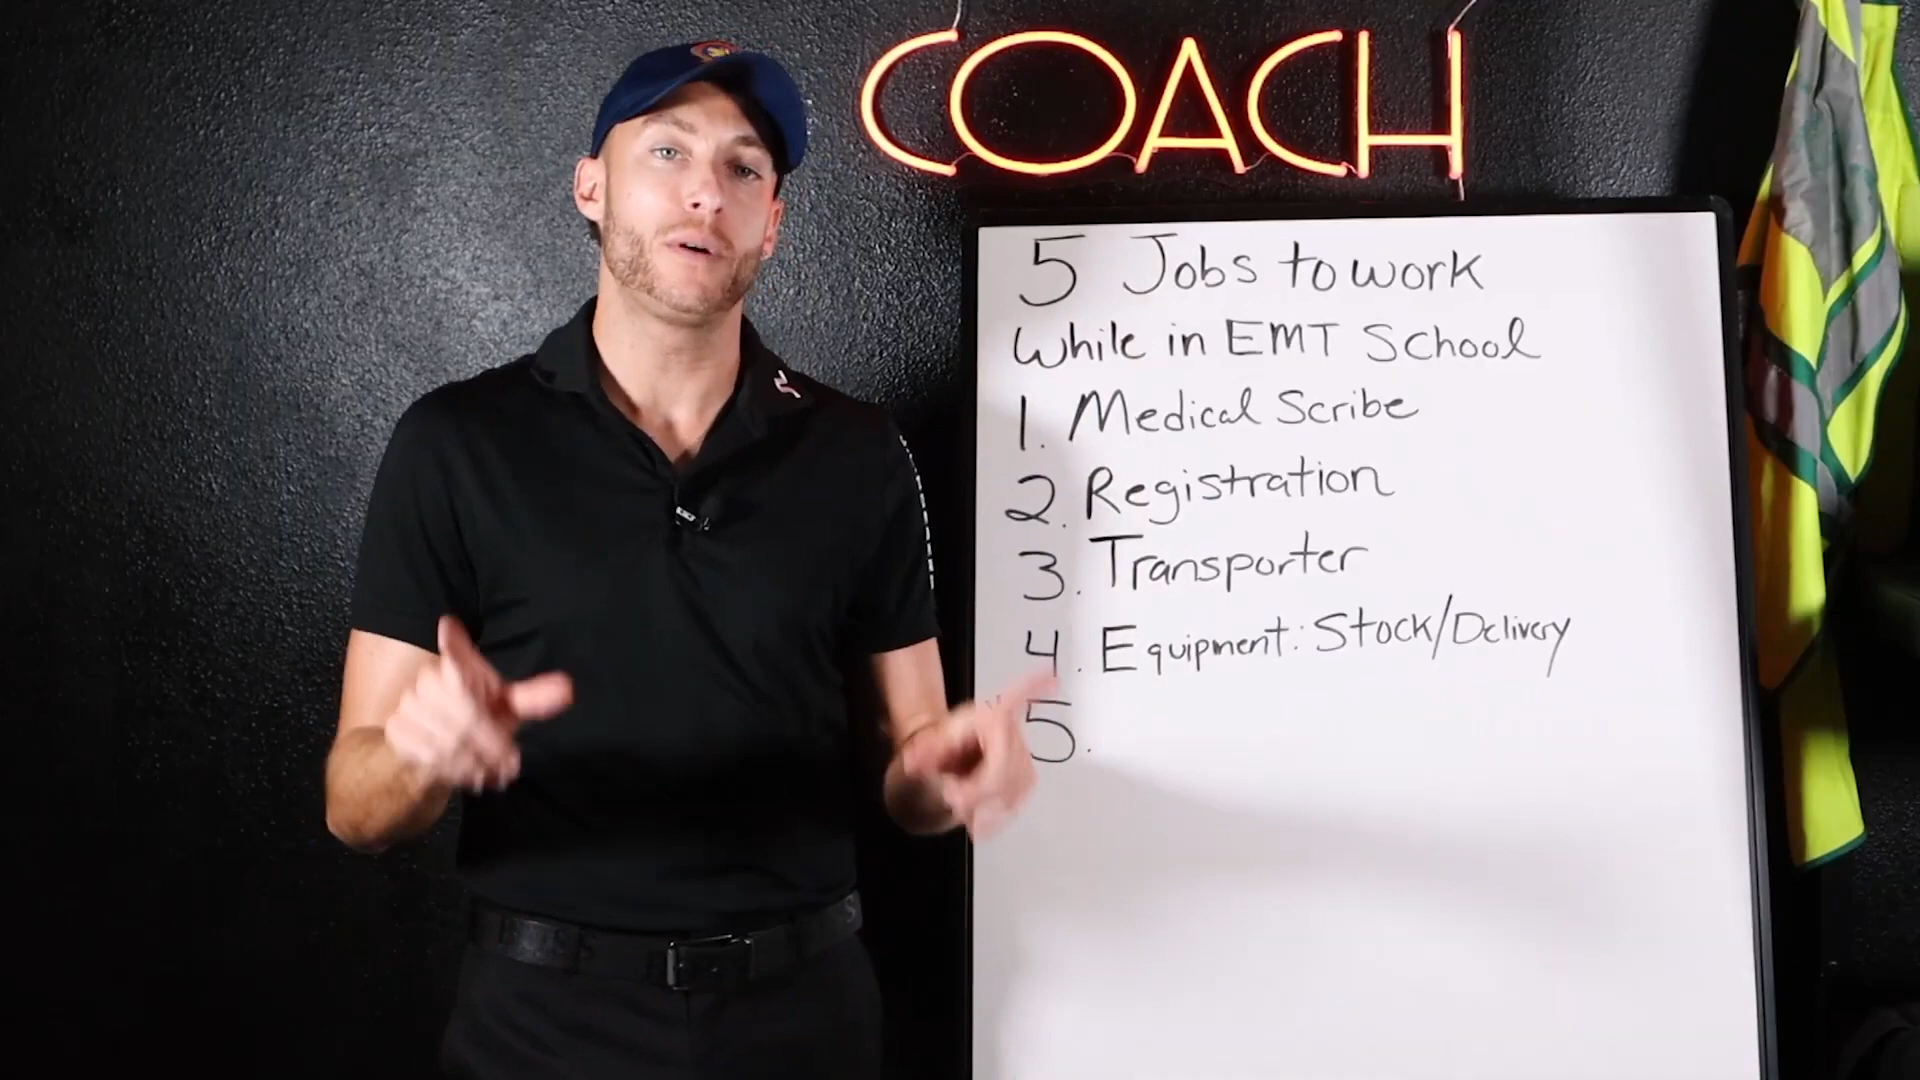 COACH
5 Jobs to work
While in EMT School
1. Medical Scribe
2. Registration
3. Transporter
4. Equipment: Stock/Delivery
5.